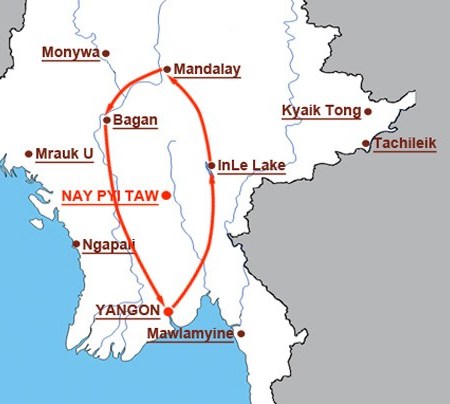 Monywa
Mandalay
Bagan
Kyaik Tong
Tachileik
Mrauk U
InLe Lake
NAY PYI TAW
Ngapali
YANGON
Mawlamyine